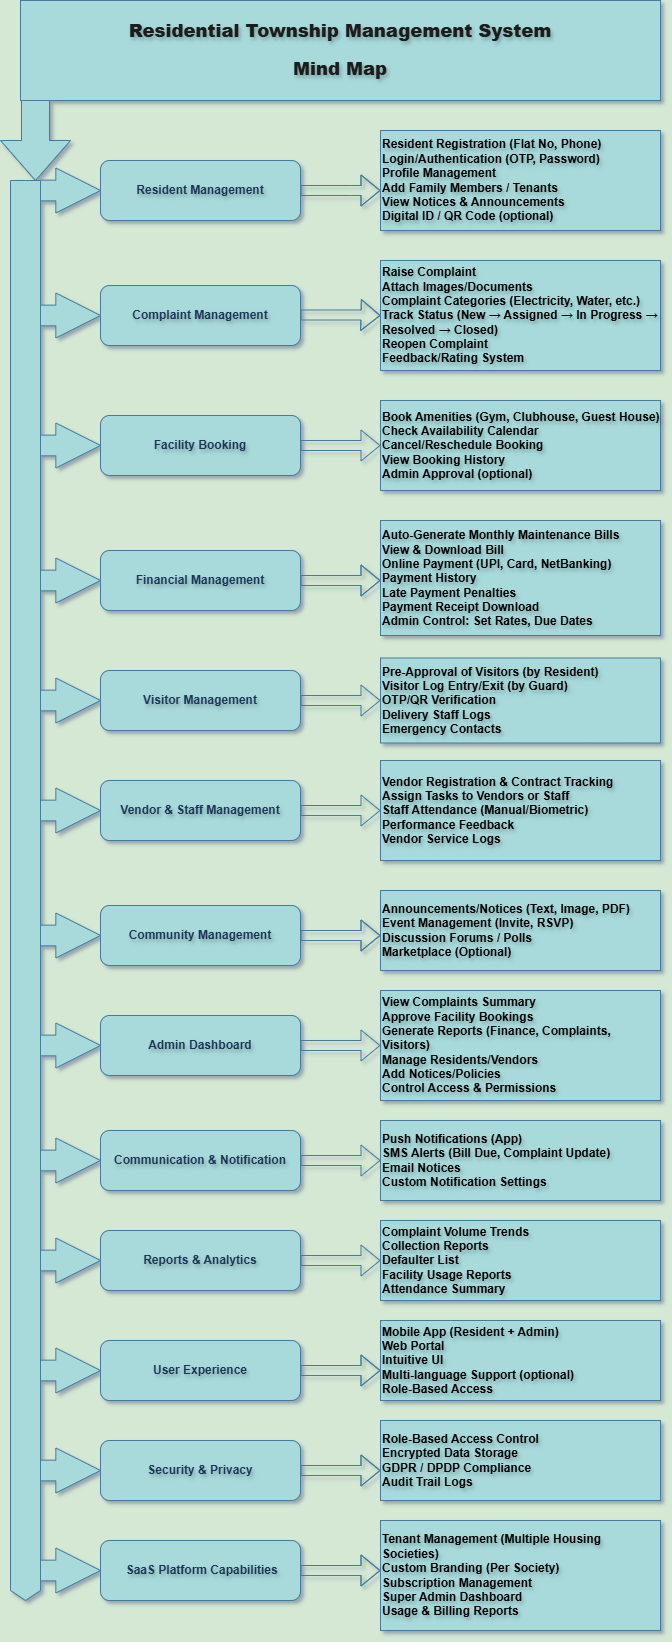 Residential Township Management System
Mind Map
Resident Management
Resident Registration (Flat No, Phone)
Login/Authentication (OTP, Password)
Profile Management
Add Family Members / Tenants
View Notices & Announcements
Digital ID / QR Code (optional)
Complaint Management
Raise Complaint
Attach Images/Documents
Complaint Categories (Electricity, Water, etc.)
Track Status (New → Assigned → In Progress →
Resolved → Closed)
Reopen Complaint
Feedback/Rating System
Facility Booking
Book Amenities (Gym, Clubhouse, Guest House)
Check Availability Calendar
Cancel/Reschedule Booking
View Booking History
Admin Approval (optional)
Financial Management
Auto-Generate Monthly Maintenance Bills
View & Download Bill
Online Payment (UPI, Card, NetBanking)
Payment History
Late Payment Penalties
Payment Receipt Download
Admin Control: Set Rates, Due Dates
Visitor Management
Pre-Approval of Visitors (by Resident)
Visitor Log Entry/Exit (by Guard)
OTP/QR Verification
Delivery Staff Logs
Emergency Contacts
Vendor & Staff Management
Vendor Registration & Contract Tracking
Assign Tasks to Vendors or Staff
Staff Attendance (Manual/Biometric)
Performance Feedback
Vendor Service Logs
Community Management
Announcements/Notices (Text, Image, PDF)
Event Management (Invite, RSVP)
Discussion Forums / Polls
Marketplace (Optional)
Admin Dashboard
View Complaints Summary
Approve Facility Bookings
Generate Reports (Finance, Complaints,
Visitors)
Manage Residents/Vendors
Add Notices/Policies
Control Access & Permissions
Communication & Notification
Push Notifications (App)
SMS Alerts (Bill Due, Complaint Update)
Email Notices
Custom Notification Settings
Reports & Analytics
Complaint Volume Trends
Collection Reports
Defaulter List
Facility Usage Reports
Attendance Summary
User Experience
Mobile App (Resident + Admin)
Web Portal
Intuitive UI
Multi-language Support (optional)
Role-Based Access
Security & Privacy
Role-Based Access Control
Encrypted Data Storage
GDPR / DPDP Compliance
Audit Trail Logs
SaaS Platform Capabilities
Tenant Management (Multiple Housing
Societies)
Custom Branding (Per Society)
Subscription Management
Super Admin Dashboard
Usage & Billing Reports